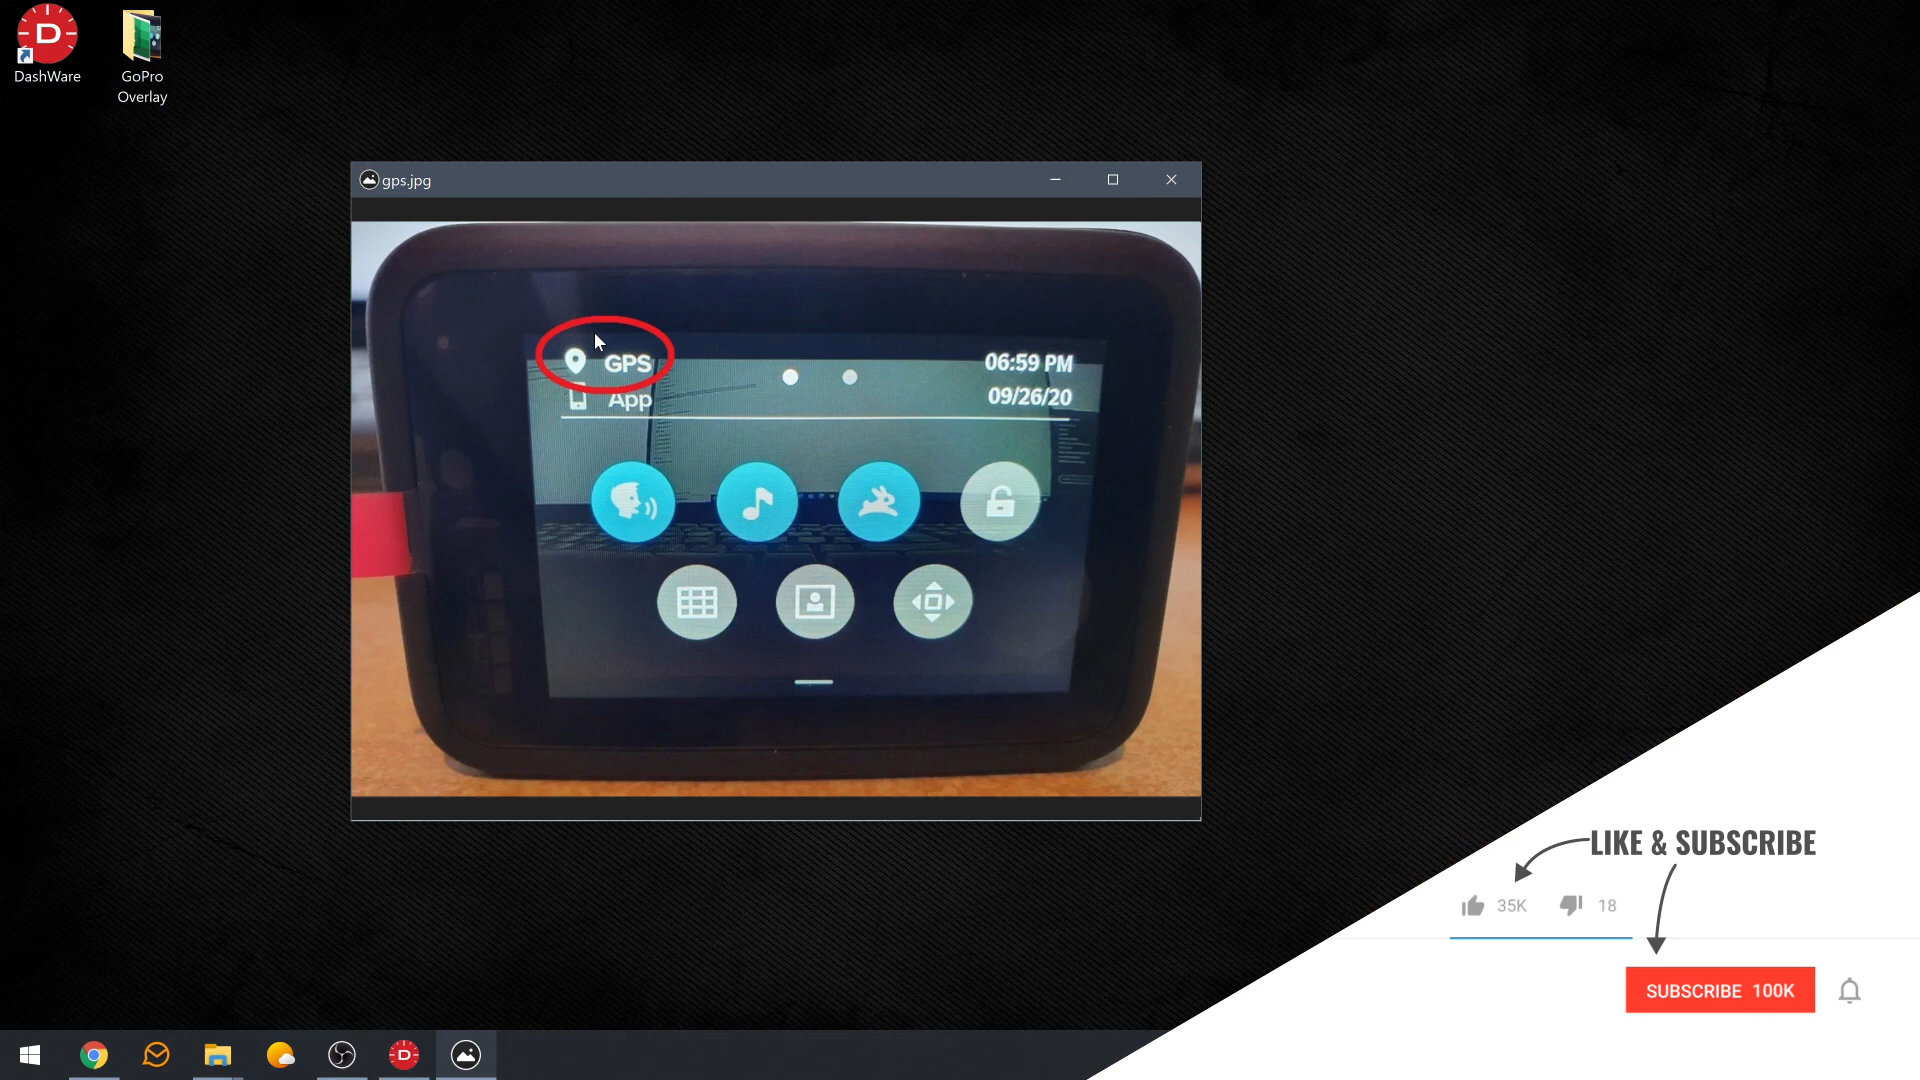 DashWare
GoPro
Overlay
gps.jpg
GPS
App
06:59 PM
09/26/20
LIKE & SUBSCRIBE
35K
18
SUBSCRIBE 100K